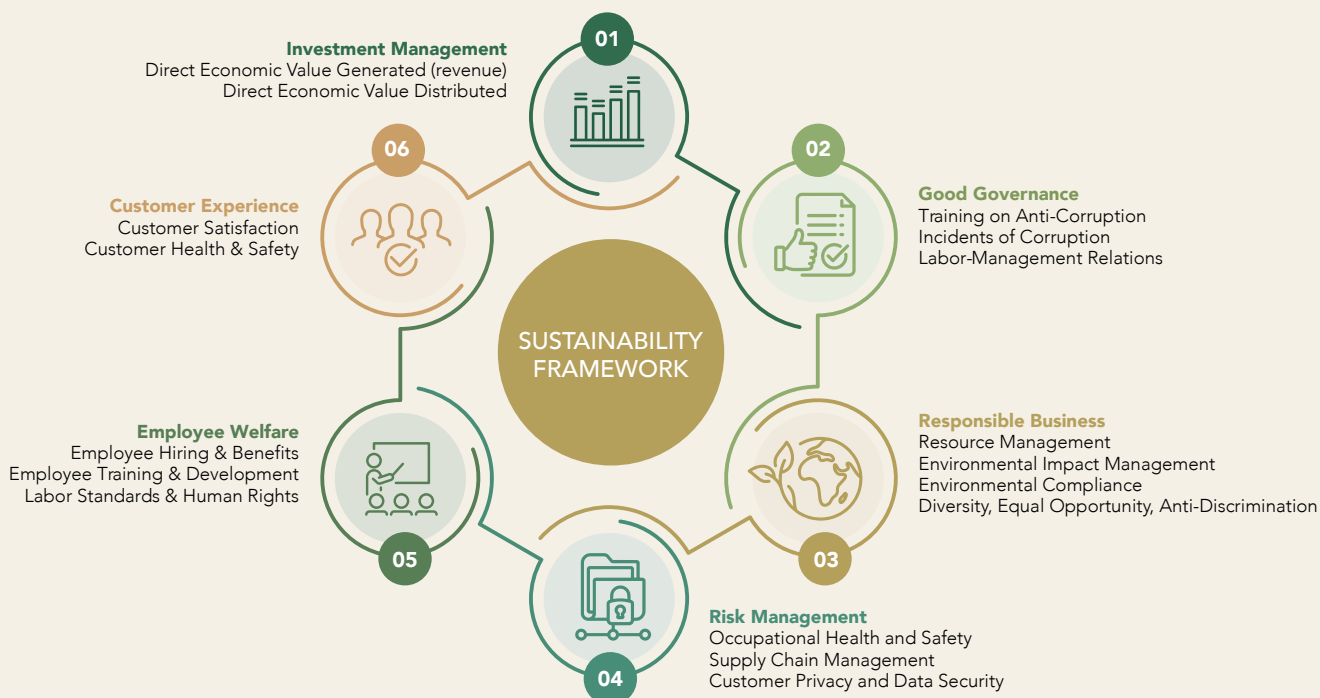 01
Investment Management
Direct Economic Value Generated (revenue)
Direct Economic Value Distributed
02
Good Governance
Training on Anti-Corruption
Incidents of Corruption
Labor-Management Relations
03
Responsible Business
Resource Management
Environmental Impact Management
Environmental Compliance
Diversity, Equal Opportunity, Anti-Discrimination
04
Risk Management
Occupational Health and Safety
Supply Chain Management
Customer Privacy and Data Security
05
Employee Welfare
Employee Hiring & Benefits
Employee Training & Development
Labor Standards & Human Rights
06
Customer Experience
Customer Satisfaction
Customer Health & Safety
SUSTAINABILITY
FRAMEWORK